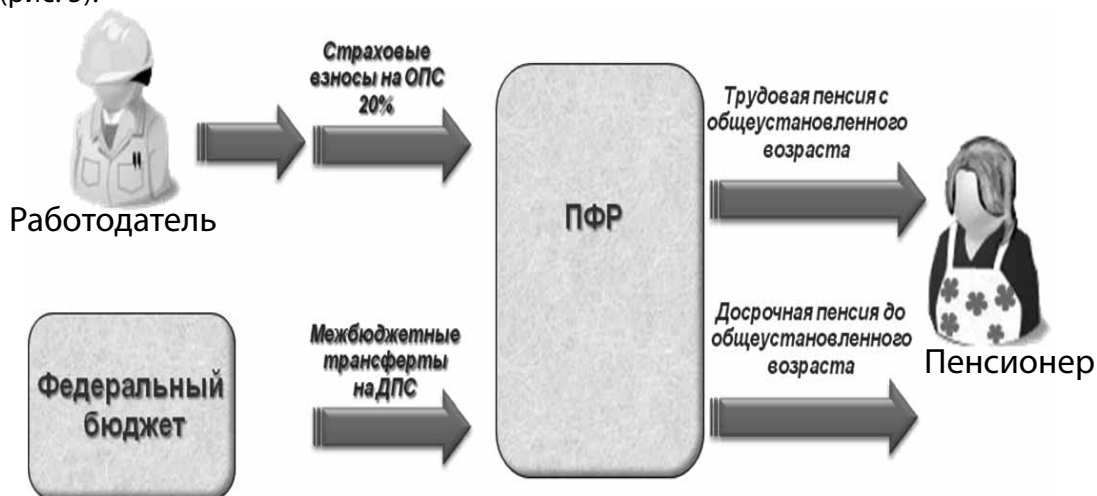 (рис. 5).
Страховые
взносы на ОПС
20%
Работодатель
ПФР
Трудовая пенсия с
общеустановленного
возраста
Федеральный
бюджет
Межбюджетные
трансферты
на ДПС
Досрочная пенсия до
общеустановленного
возраста
Пенсионер